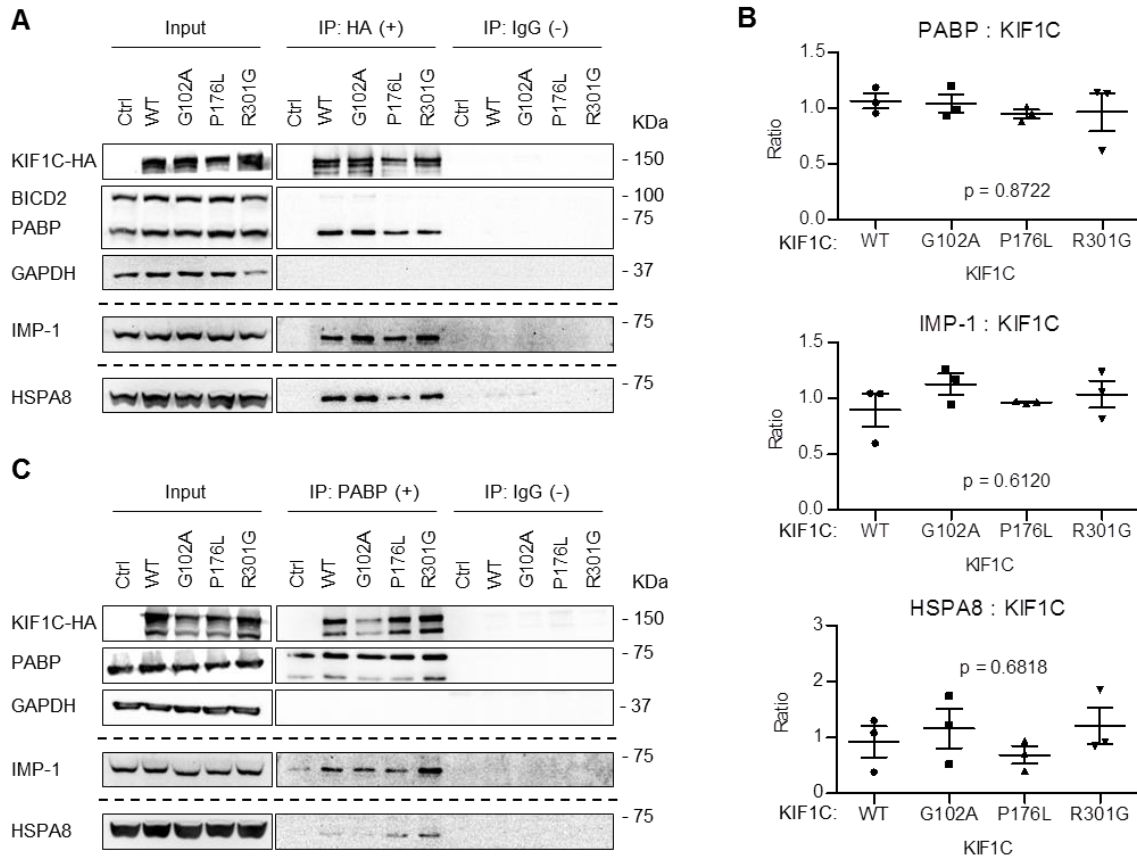 A
Input IP: HA (+) IP: IgG (-)
Ctrl WT G102A P176L R301G WT G102A P176L R301G G102A P176L R301G
KDa
KIF1C-HA - 150
BICD2 - 100
- 75
PABP
GAPDH - 37
- 75
IMP-1
- 75
HSPA8
B
PABP : KIF1C
1.5
1.0
0.5
0.0
Ratio
p = 0.8722
KIF1C: WT G102A P176L R301G
KIF1C
IMP-1 : KIF1C
1.5
1.0
0.5
0.0
Ratio
p = 0.6120
KIF1C: WT G102A P176L R301G
KIF1C
HSPA8 : KIF1C
3
2
1
0
Ratio
p = 0.6818
KIF1C: WT G102A P176L R301G
KIF1C
C
Input IP: PABP (+) IP: IgG (-)
Ctrl WT G102A P176L R301G Ctrl WT G102A P176L R301G Ctrl WT G102A P176L R301G
KDa
KIF1C-HA - 150
- 75
PABP
GAPDH - 37
- 75
IMP-1
- 75
HSPA8